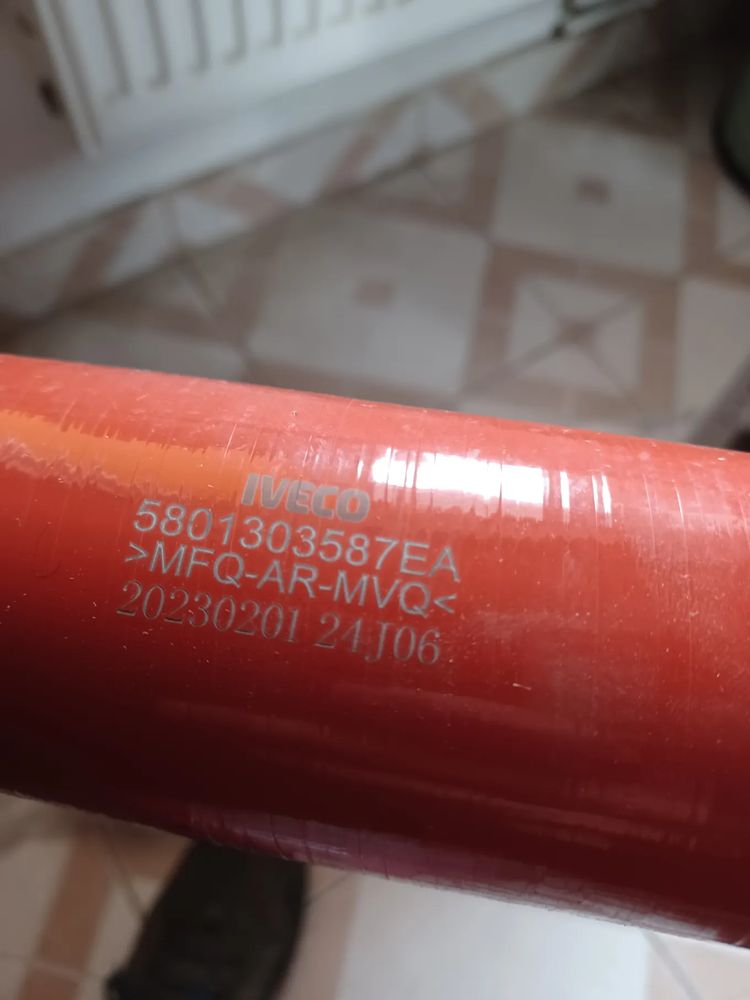 IVECO
5801303587EA
>MFQ-AR-MVQ<
20230201 24J06